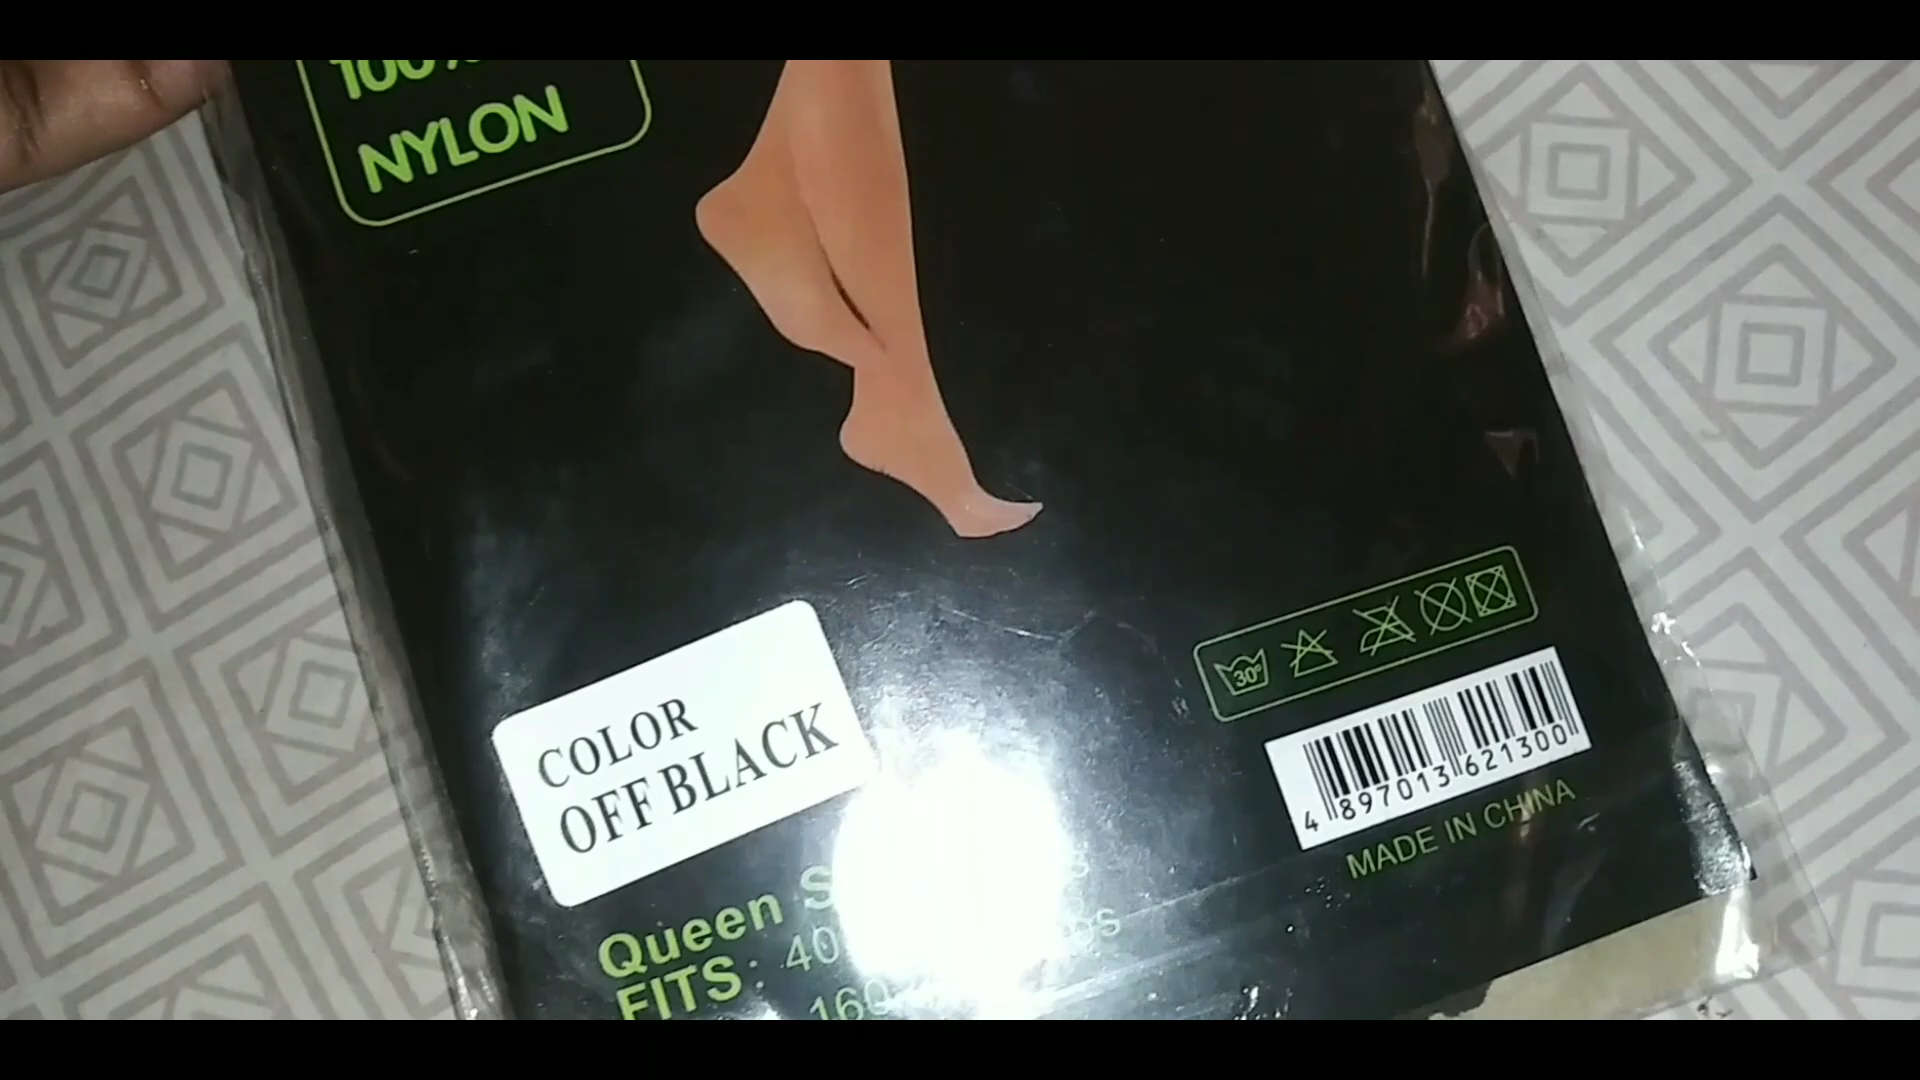 NYLON
COLOR
OFF BLACK
Queen
FITS:
30°
4 897013 621300
MADE IN CHINA